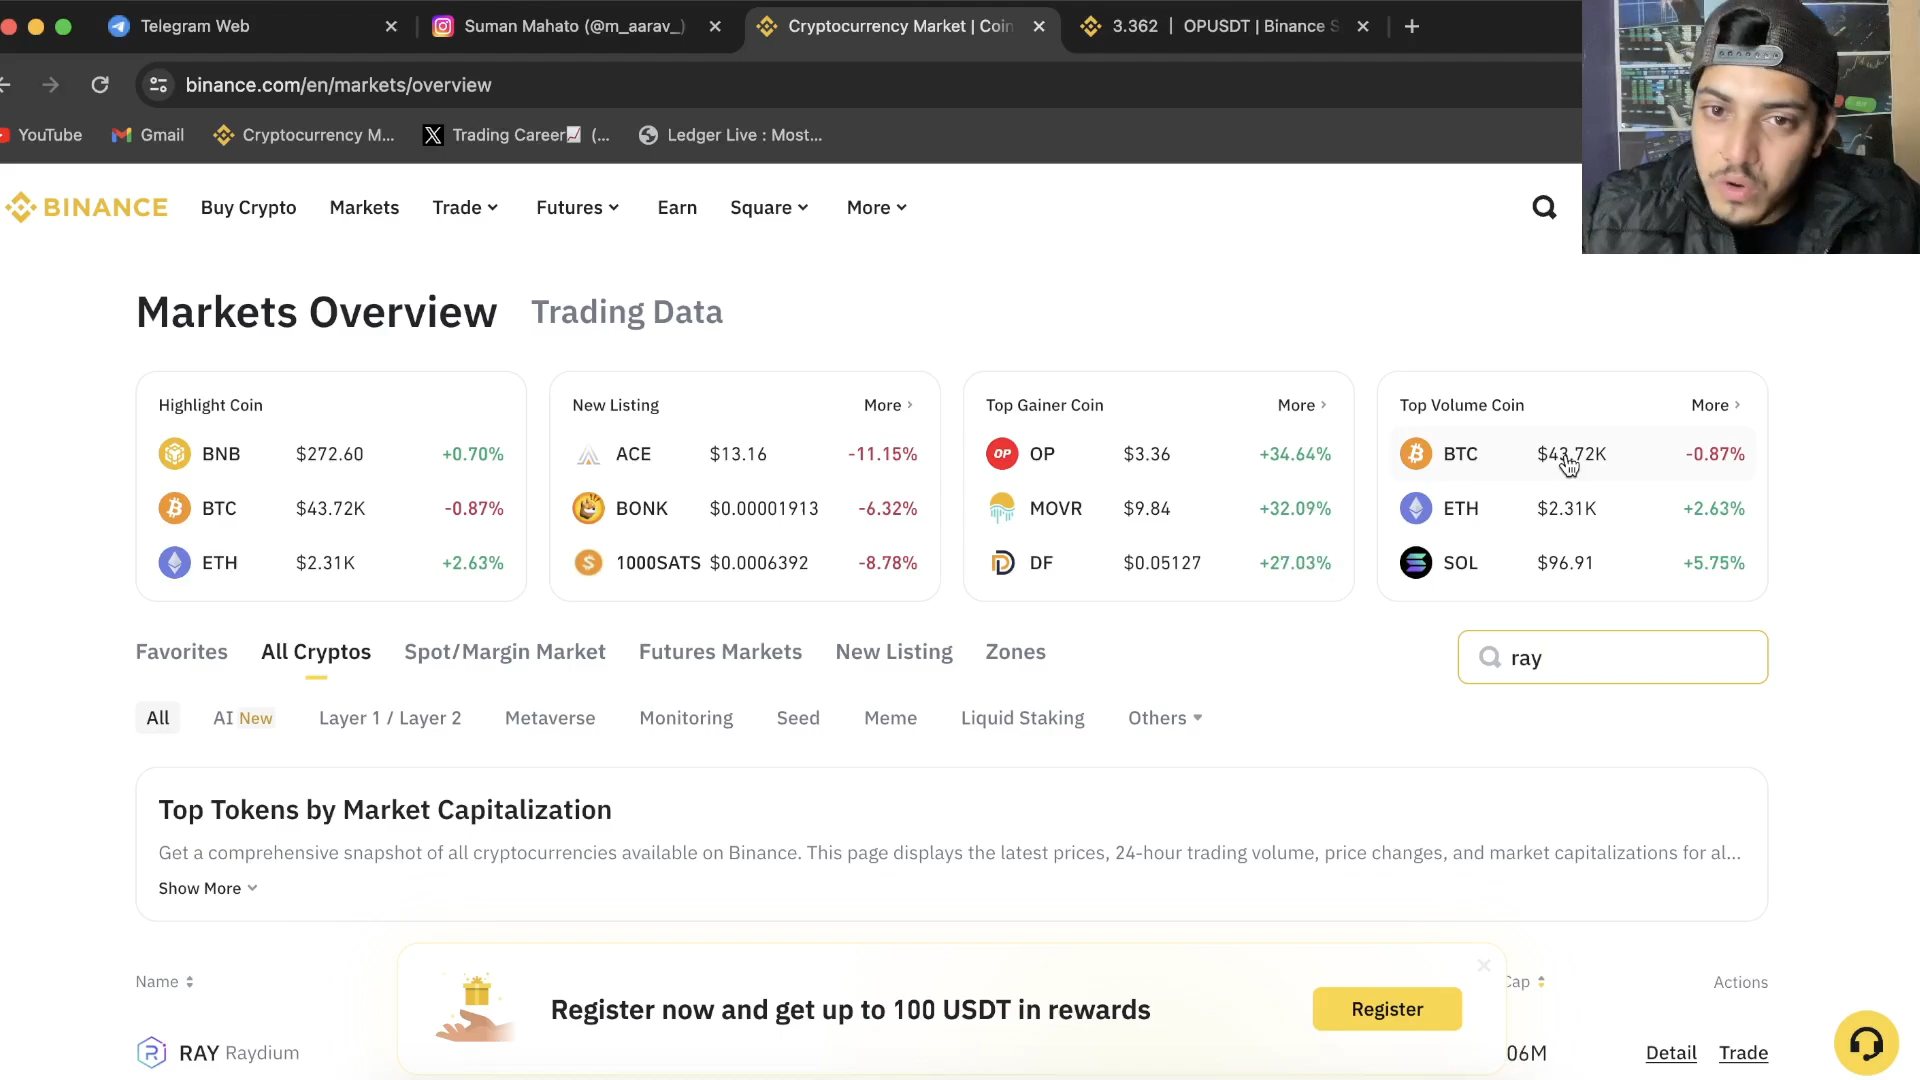 Telegram Web
Suman Mahato (@m_aarav_)
Cryptocurrency Market | Coin
3.362 | OPUSDT | Binance S
binance.com/en/markets/overview
YouTube
Gmail
Cryptocurrency M...
Trading Career📈 (...
Ledger Live : Most...
BINANCE
Buy Crypto
Markets
Trade
Futures
Earn
Square
More
Markets Overview
Trading Data
Highlight Coin
BNB $272.60 +0.70%
BTC $43.72K -0.87%
ETH $2.31K +2.63%
New Listing More
ACE $13.16 -11.15%
BONK $0.00001913 -6.32%
1000SATS $0.0006392 -8.78%
Top Gainer Coin More
OP OP $3.36 +34.64%
MOVR $9.84 +32.09%
DF $0.05127 +27.03%
Top Volume Coin More
BTC $43.72K -0.87%
ETH $2.31K +2.63%
SOL $96.91 +5.75%
Favorites
All Cryptos
Spot/Margin Market
Futures Markets
New Listing
Zones
ray
All
AI New
Layer 1 / Layer 2
Metaverse
Monitoring
Seed
Meme
Liquid Staking
Others
Top Tokens by Market Capitalization
Get a comprehensive snapshot of all cryptocurrencies available on Binance. This page displays the latest prices, 24-hour trading volume, price changes, and market capitalizations for al...
Show More
Name
Cap
Actions
Register now and get up to 100 USDT in rewards
Register
RAY Raydium
06M
Detail
Trade